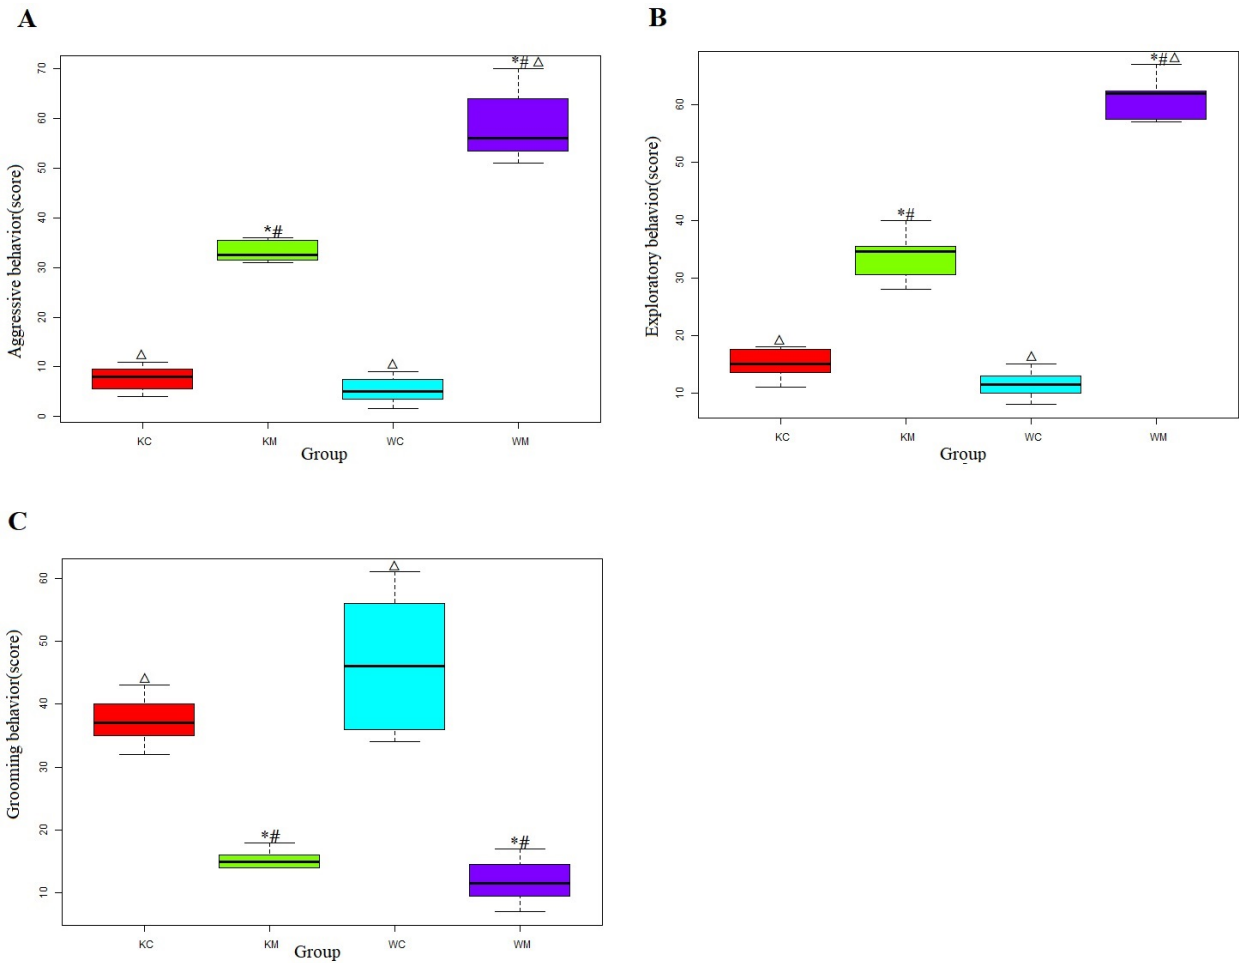 A
Aggressive behavior(score)
70
60
50
40
30
20
10
0
*# △
*#
△
△
KC KM WC WM
Group
B
Exploratory behavior(score)
60
50
40
30
20
10
*#△
*#
△
△
KC KM WC WM
Group
C
Grooming behavior(score)
60
50
40
30
20
10
△
△
*#
*#
KC KM WC WM
Group